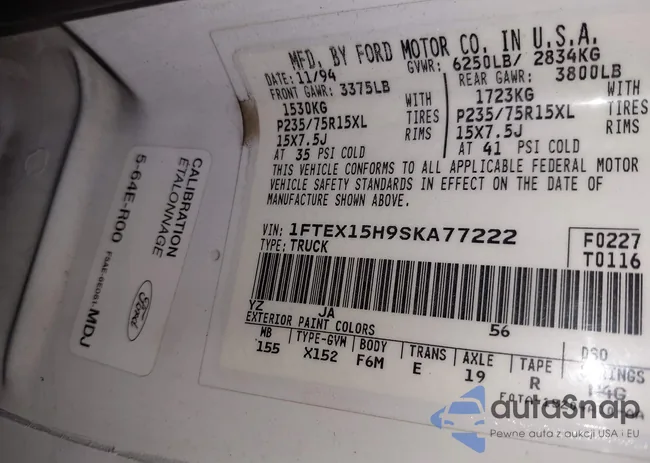 MFD. BY FORD MOTOR CO. IN U.S.A.
DATE: 11/94 GVWR: 6250LB/ 2834KG
FRONT GAWR: 3375LB REAR GAWR: 3800LB
1530KG WITH 1723KG WITH
P235/75R15XL TIRES P235/75R15XL TIRES
15X7.5J RIMS 15X7.5J RIMS
AT 35 PSI COLD AT 41 PSI COLD
THIS VEHICLE CONFORMS TO ALL APPLICABLE FEDERAL MOTOR
VEHICLE SAFETY STANDARDS IN EFFECT ON THE DATE OF
MANUFACTURE SHOWN ABOVE.
VIN: 1FTEX15H9SKA77222 F0227
TYPE: TRUCK T0116
YZ JA 56
EXTERIOR PAINT COLORS DSO
WB TYPE-GVW BODY TRANS AXLE TAPE
155 X152 F6M E 19 R
CALIBRATION
ÉTALONNAGE
5-64E-R00
Ford
MDJ
autoSnap
Pewne auta z aukcji USA i EU